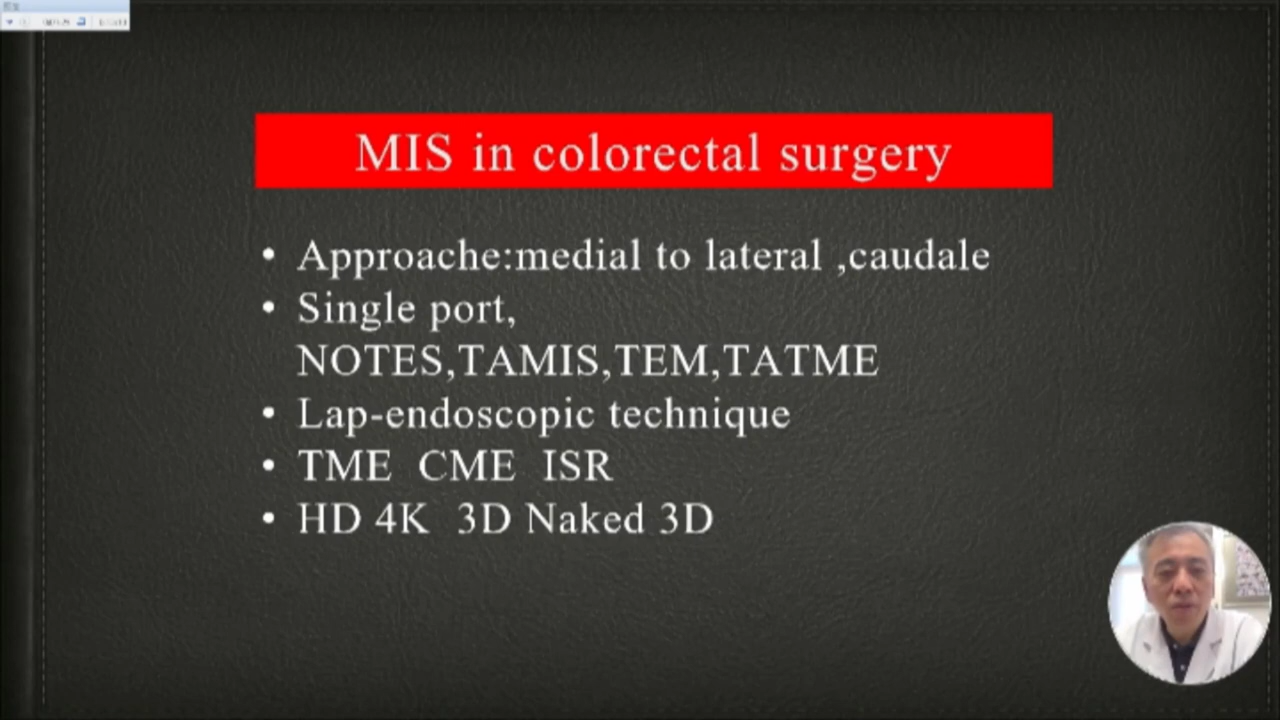 MIS in colorectal surgery
• Approache:medial to lateral ,caudale
• Single port,
NOTES,TAMIS,TEM,TATME
• Lap-endoscopic technique
• TME CME ISR
• HD 4K 3D Naked 3D